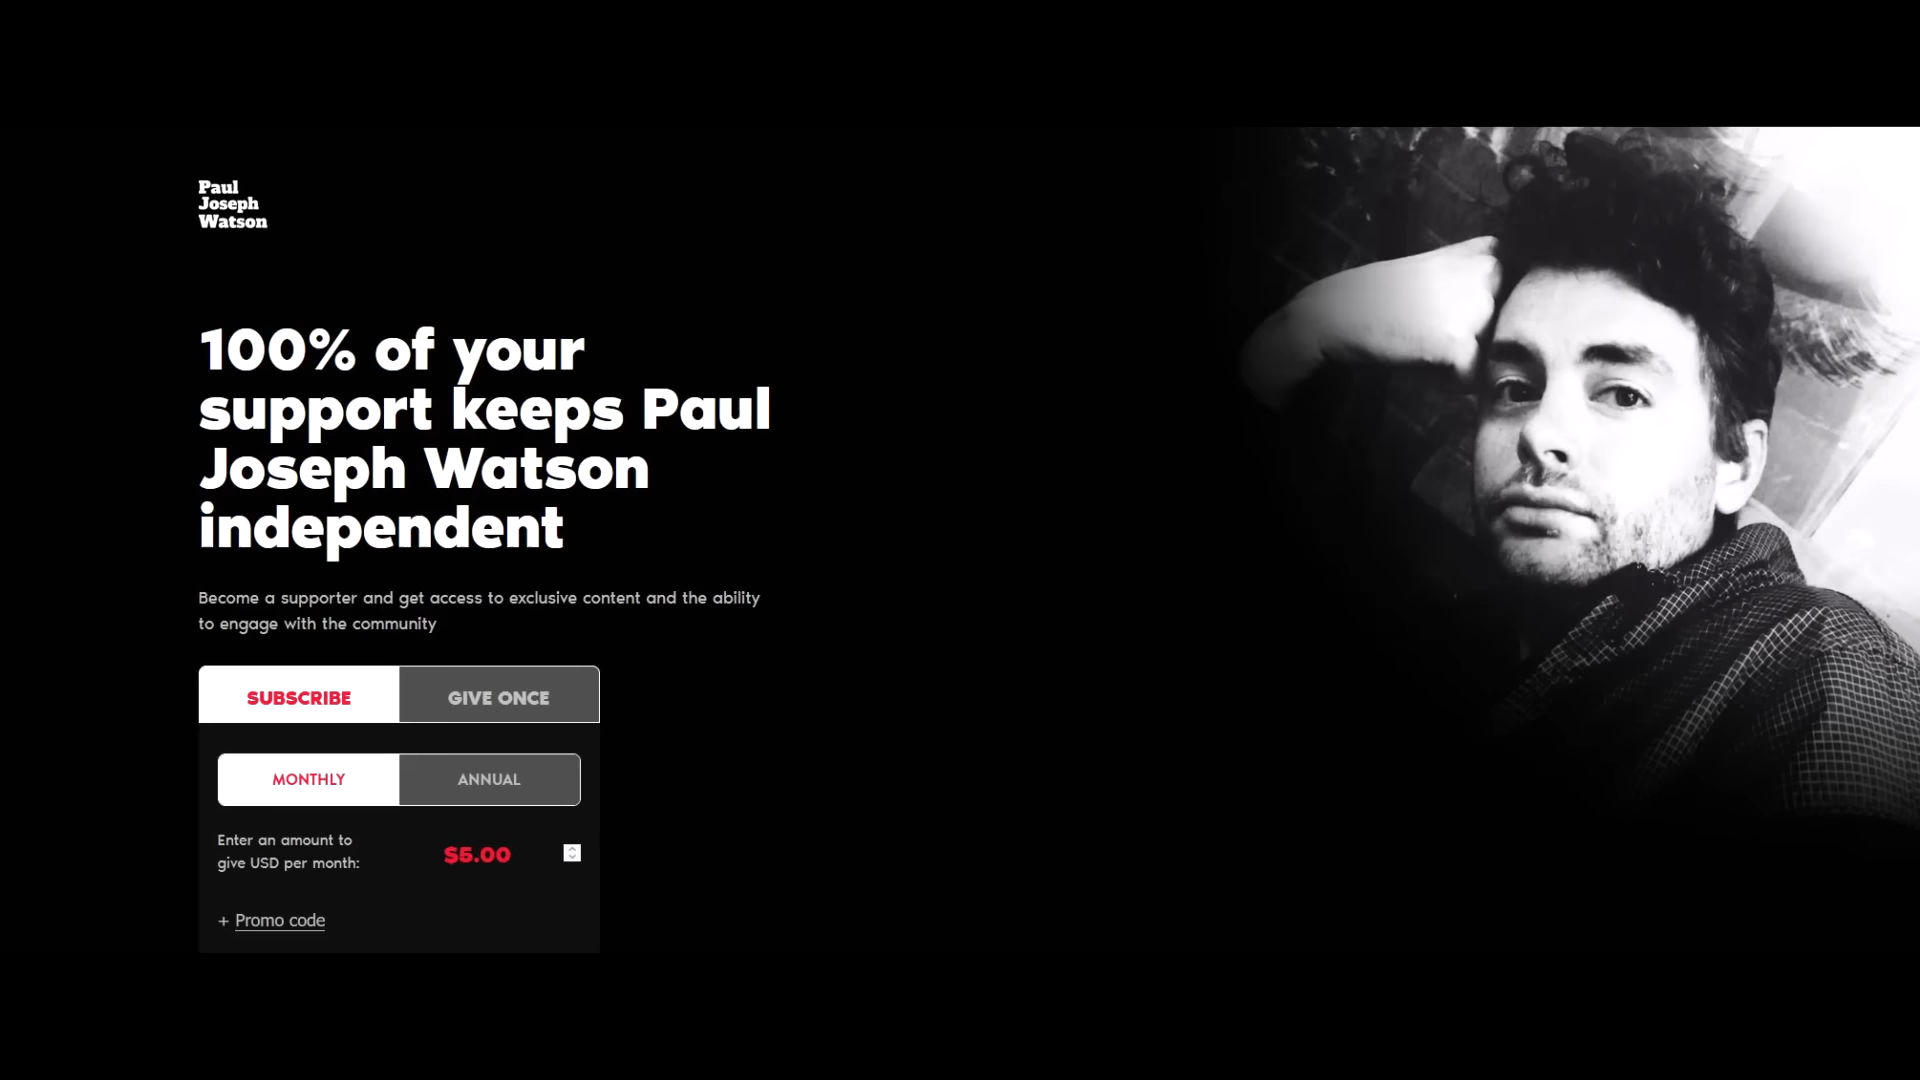 Paul
Joseph
Watson
100% of your
support keeps Paul
Joseph Watson
independent
Become a supporter and get access to exclusive content and the ability
to engage with the community
SUBSCRIBE GIVE ONCE
MONTHLY ANNUAL
Enter an amount to
give USD per month:
$5.00
+ Promo code